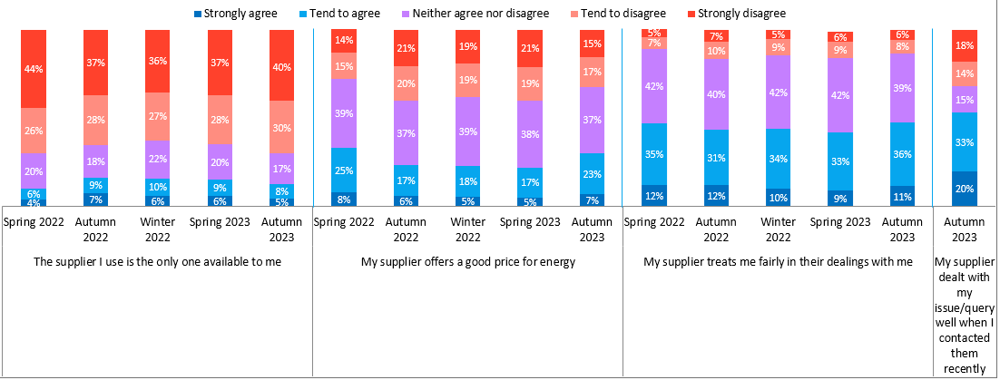 Strongly agree Tend to agree Neither agree nor disagree Tend to disagree Strongly disagree
44% 37% 36% 37% 40%
26% 28% 27% 28% 30%
20% 18% 22% 20% 17%
6% 9% 10% 9% 8%
4% 7% 6% 6% 5%
14% 21% 19% 21% 15%
15% 20% 19% 19% 17%
39% 37% 39% 38% 37%
25% 17% 18% 17% 23%
8% 6% 5% 5% 7%
5% 7% 5% 6% 6%
7% 10% 9% 9% 8%
42% 40% 42% 42% 39%
35% 31% 34% 33% 36%
12% 12% 10% 9% 11%
18%
14%
15%
33%
20%
Spring 2022 Autumn 2022 Winter 2022 Spring 2023 Autumn 2023
The supplier I use is the only one available to me
Spring 2022 Autumn 2022 Winter 2022 Spring 2023 Autumn 2023
My supplier offers a good price for energy
Spring 2022 Autumn 2022 Winter 2022 Spring 2023 Autumn 2023
My supplier treats me fairly in their dealings with me
Autumn
2023
My supplier
dealt with
my
issue/query
well when I
contacted
them
recently